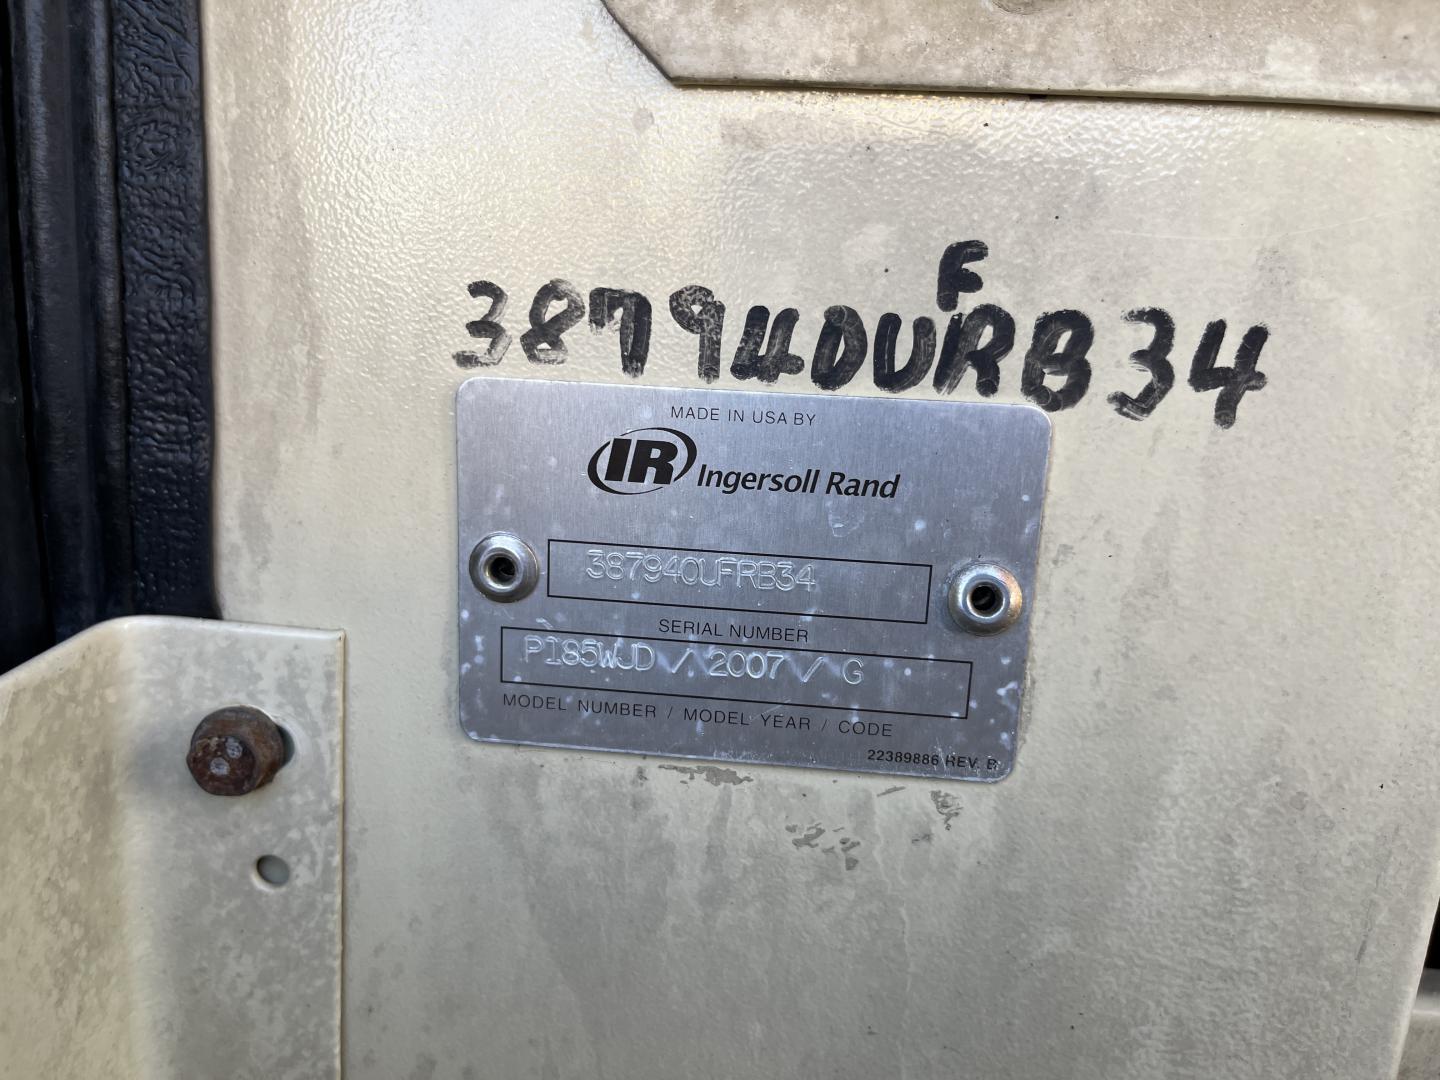 F
387940URB34
MADE IN USA BY
IR Ingersoll Rand
387940UFRB34
SERIAL NUMBER
P185WJD / 2007 / G
MODEL NUMBER / MODEL YEAR / CODE
22389886 REV. B